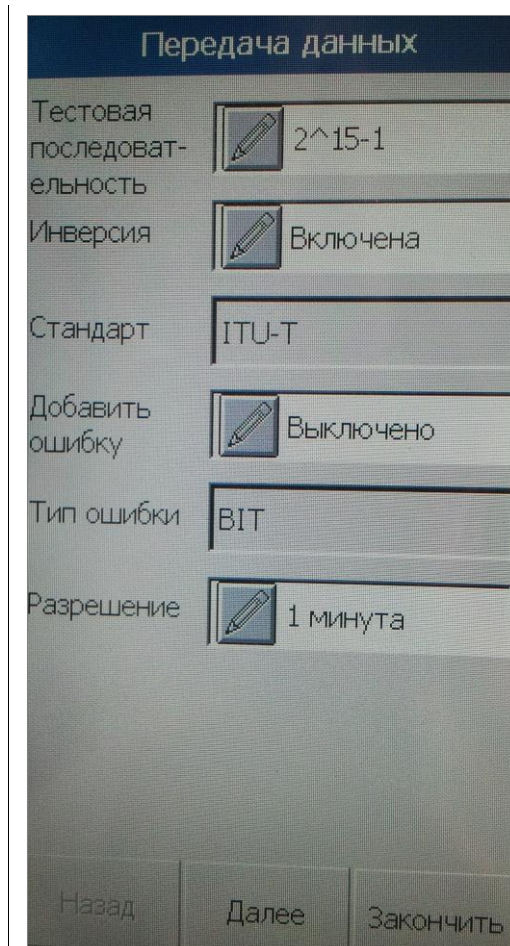 Передача данных
Тестовая
последоват-
ельность
2^15-1
Инверсия
Включена
Стандарт
ITU-T
Добавить
ошибку
Выключено
Тип ошибки
BIT
Разрешение
1 минута
Назад
Далее
Закончить